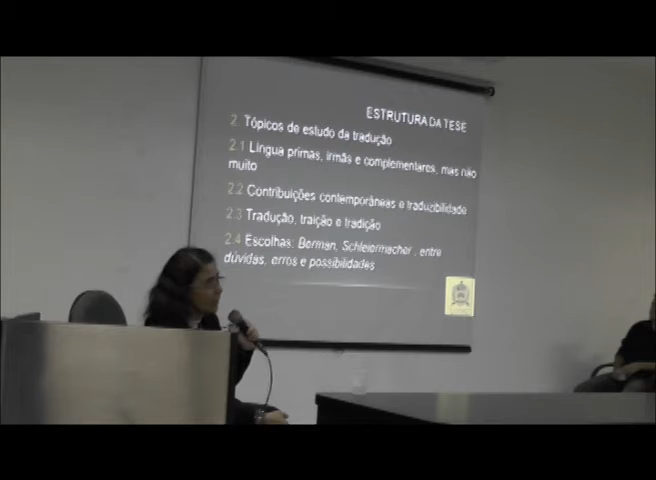 ESTRUTURA DA TESE
2. Tópicos de estudo da tradução
2.1 Língua primas, irmãs e complementares, mas não
muito
2.2 Contribuições contemporâneas e traduzibilidade
2.3 Tradução, traição e tradição
2.4 Escolhas: Berman, Schleiermacher , entre
dúvidas, erros e possibilidades